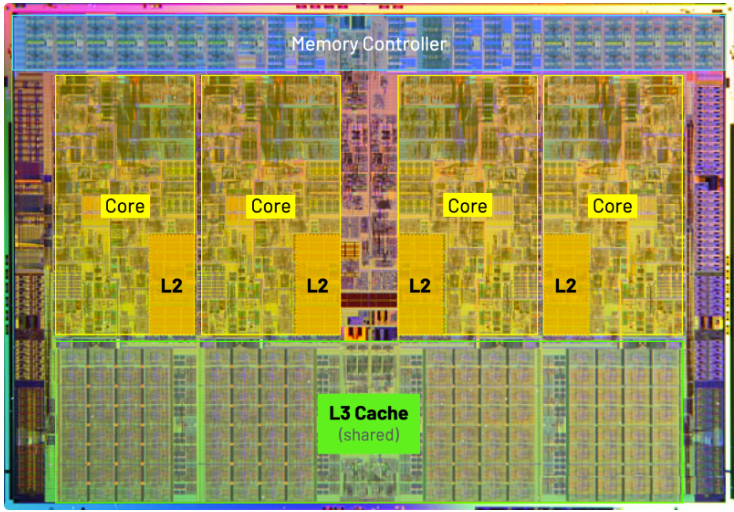 Memory Controller
Core
Core
Core
Core
L2
L2
L2
L2
L3 Cache
(shared)